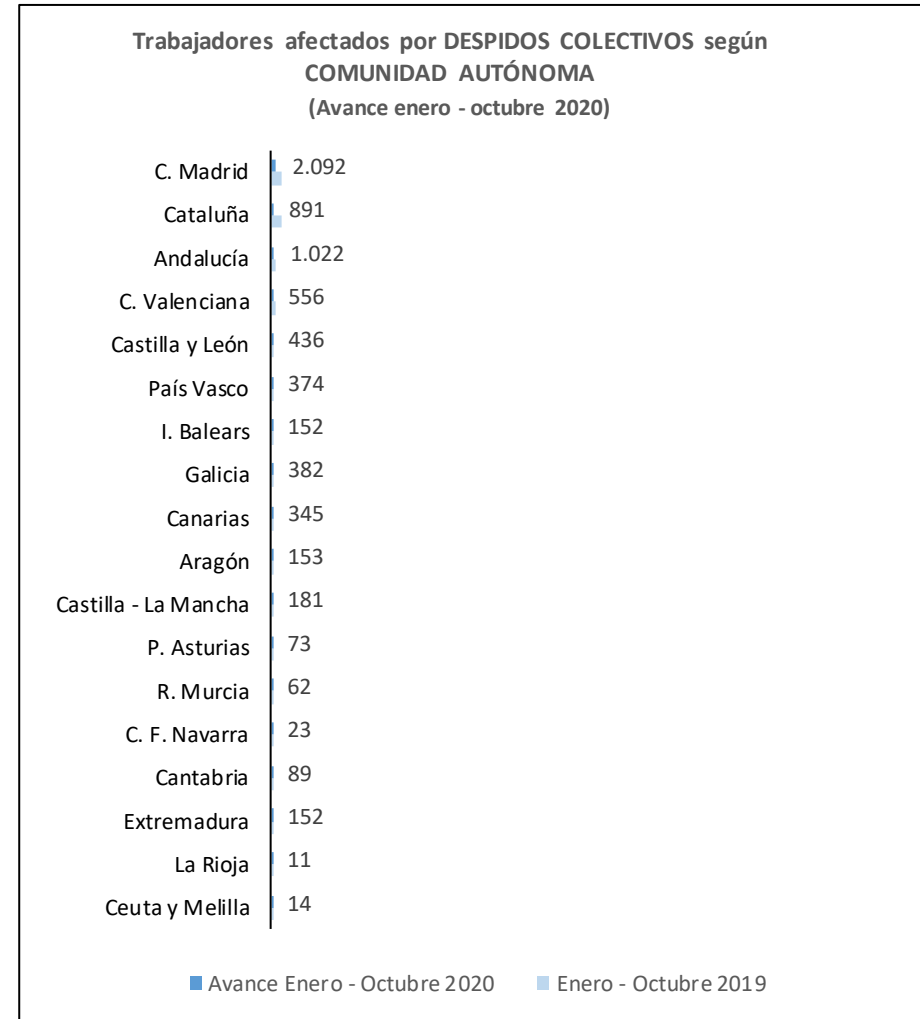 Trabajadores afectados por DESPIDOS COLECTIVOS según
COMUNIDAD AUTÓNOMA
(Avance enero - octubre 2020)
C. Madrid 2.092
Cataluña 891
Andalucía 1.022
C. Valenciana 556
Castilla y León 436
País Vasco 374
I. Balears 152
Galicia 382
Canarias 345
Aragón 153
Castilla - La Mancha 181
P. Asturias 73
R. Murcia 62
C. F. Navarra 23
Cantabria 89
Extremadura 152
La Rioja 11
Ceuta y Melilla 14
Avance Enero - Octubre 2020 Enero - Octubre 2019